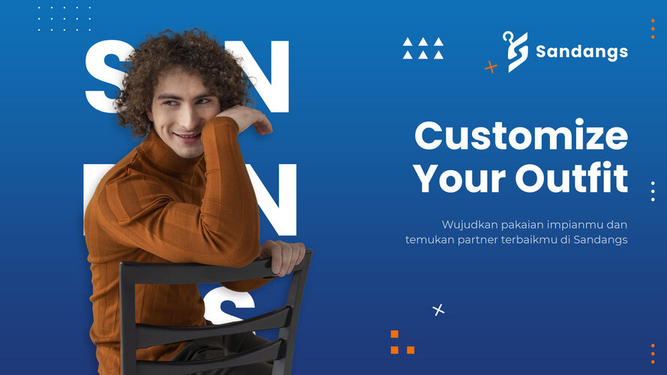 Sandangs
Customize
Your Outfit
Wujudkan pakaian impianmu dan
temukan partner terbaikmu di Sandangs